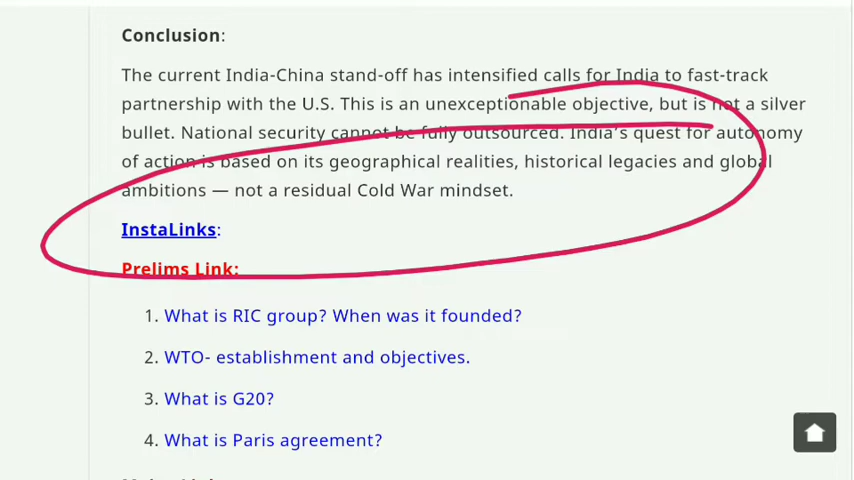 Conclusion:
The current India-China stand-off has intensified calls for India to fast-track
partnership with the U.S. This is an unexceptionable objective, but is not a silver
bullet. National security cannot be fully outsourced. India's quest for autonomy
of action is based on its geographical realities, historical legacies and global
ambitions — not a residual Cold War mindset.
InstaLinks:
Prelims Link:
1. What is RIC group? When was it founded?
2. WTO- establishment and objectives.
3. What is G20?
4. What is Paris agreement?